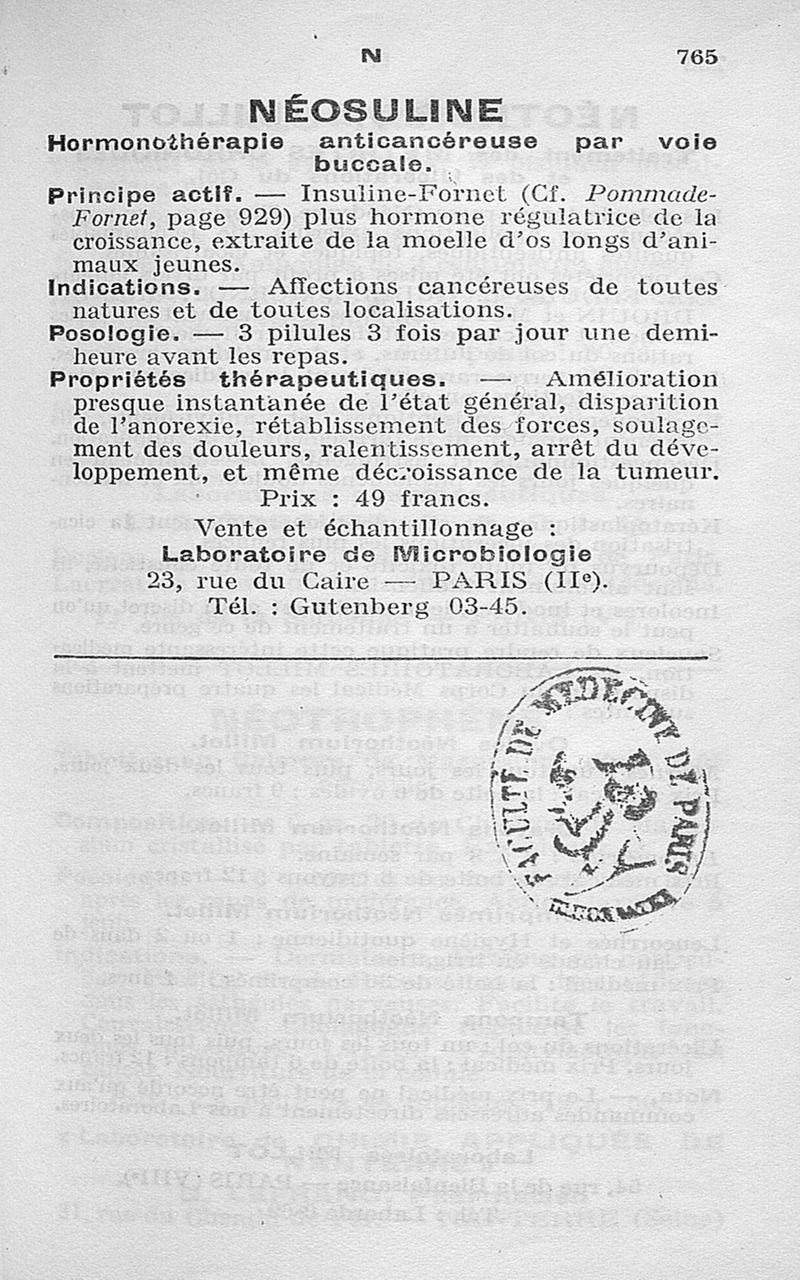 N 765
NÉOSULINE
Hormonothérapie anticancéreuse par voie
buccale.
Principe actif. — Insuline-Fornet (Cf. Pommade-
Fornet, page 929) plus hormone régulatrice de la
croissance, extraite de la moelle d'os longs d'ani-
maux jeunes.
Indications. — Affections cancéreuses de toutes
natures et de toutes localisations.
Posologie. — 3 pilules 3 fois par jour une demi-
heure avant les repas.
Propriétés thérapeutiques. — Amélioration
presque instantanée de l'état général, disparition
de l'anorexie, rétablissement des forces, soulage-
ment des douleurs, ralentissement, arrêt du déve-
loppement, et même décroissance de la tumeur.
Prix : 49 francs.
Vente et échantillonnage :
Laboratoire de Microbiologie
23, rue du Caire — PARIS (IIe).
Tél. : Gutenberg 03-45.
FACULTE DE MEDECINE DE PARIS